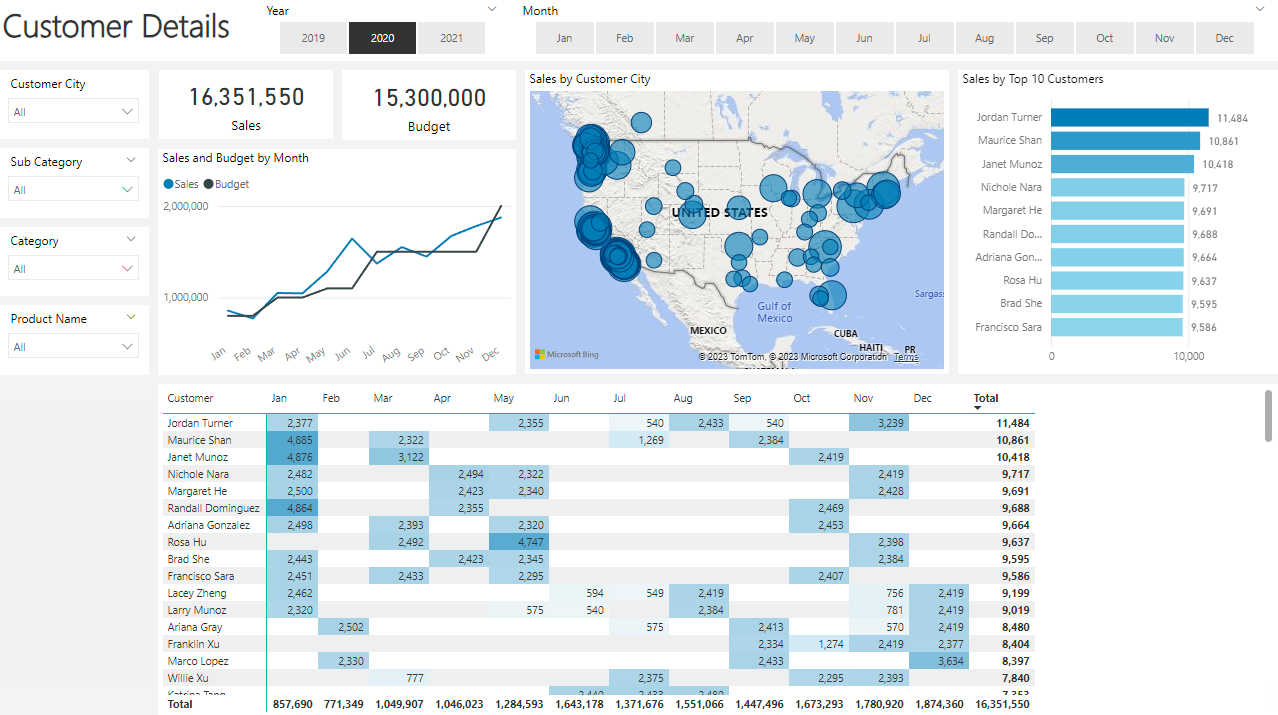 Customer Details
Year
2019 2020 2021
Month
Jan Feb Mar Apr May Jun Jul Aug Sep Oct Nov Dec
Customer City
All
Sub Category
All
Category
All
Product Name
All
16,351,550
Sales
15,300,000
Budget
Sales and Budget by Month
Sales Budget
2,000,000
1,000,000
Jan Feb Mar Apr May Jun Jul Aug Sep Oct Nov Dec
Sales by Customer City
UNITED STATES
Gulf of
Mexico
Sargass
MEXICO
CUBA
HAITI
PR
Microsoft Bing
© 2023 TomTom, © 2023 Microsoft Corporation Terms
Sales by Top 10 Customers
Jordan Turner 11,484
Maurice Shan 10,861
Janet Munoz 10,418
Nichole Nara 9,717
Margaret He 9,691
Randall Do... 9,688
Adriana Gon... 9,664
Rosa Hu 9,637
Brad She 9,595
Francisco Sara 9,586
0 10,000
Customer Jan Feb Mar Apr May Jun Jul Aug Sep Oct Nov Dec Total
Jordan Turner 2,377 2,355 540 2,433 540 3,239 11,484
Maurice Shan 4,885 2,322 1,269 2,384 10,861
Janet Munoz 4,876 3,122 2,419 10,418
Nichole Nara 2,482 2,494 2,322 2,419 9,717
Margaret He 2,500 2,423 2,340 2,428 9,691
Randall Dominguez 4,864 2,355 2,469 9,688
Adriana Gonzalez 2,498 2,393 2,320 2,453 9,664
Rosa Hu 2,492 4,747 2,398 9,637
Brad She 2,443 2,423 2,345 2,384 9,595
Francisco Sara 2,451 2,433 2,295 2,407 9,586
Lacey Zheng 2,462 594 549 2,419 756 2,419 9,199
Larry Munoz 2,320 575 540 2,384 781 2,419 9,019
Ariana Gray 2,502 575 2,413 570 2,419 8,480
Franklin Xu 2,334 1,274 2,419 2,377 8,404
Marco Lopez 2,330 2,433 3,634 8,397
Willie Xu 777 2,375 2,295 2,393 7,840
Total 857,690 771,349 1,049,907 1,046,023 1,284,593 1,643,178 1,371,676 1,551,066 1,447,496 1,673,293 1,780,920 1,874,360 16,351,550